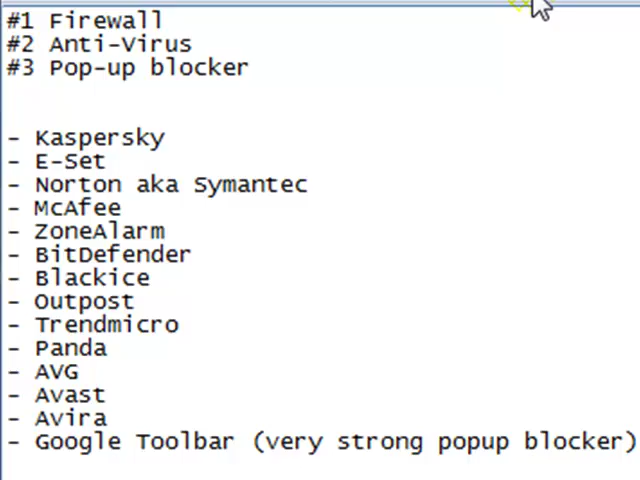 #1 Firewall
#2 Anti-Virus
#3 Pop-up blocker
- Kaspersky
- E-Set
- Norton aka Symantec
- McAfee
- ZoneAlarm
- BitDefender
- Blackice
- Outpost
- Trendmicro
- Panda
- AVG
- Avast
- Avira
- Google Toolbar (very strong popup blocker)